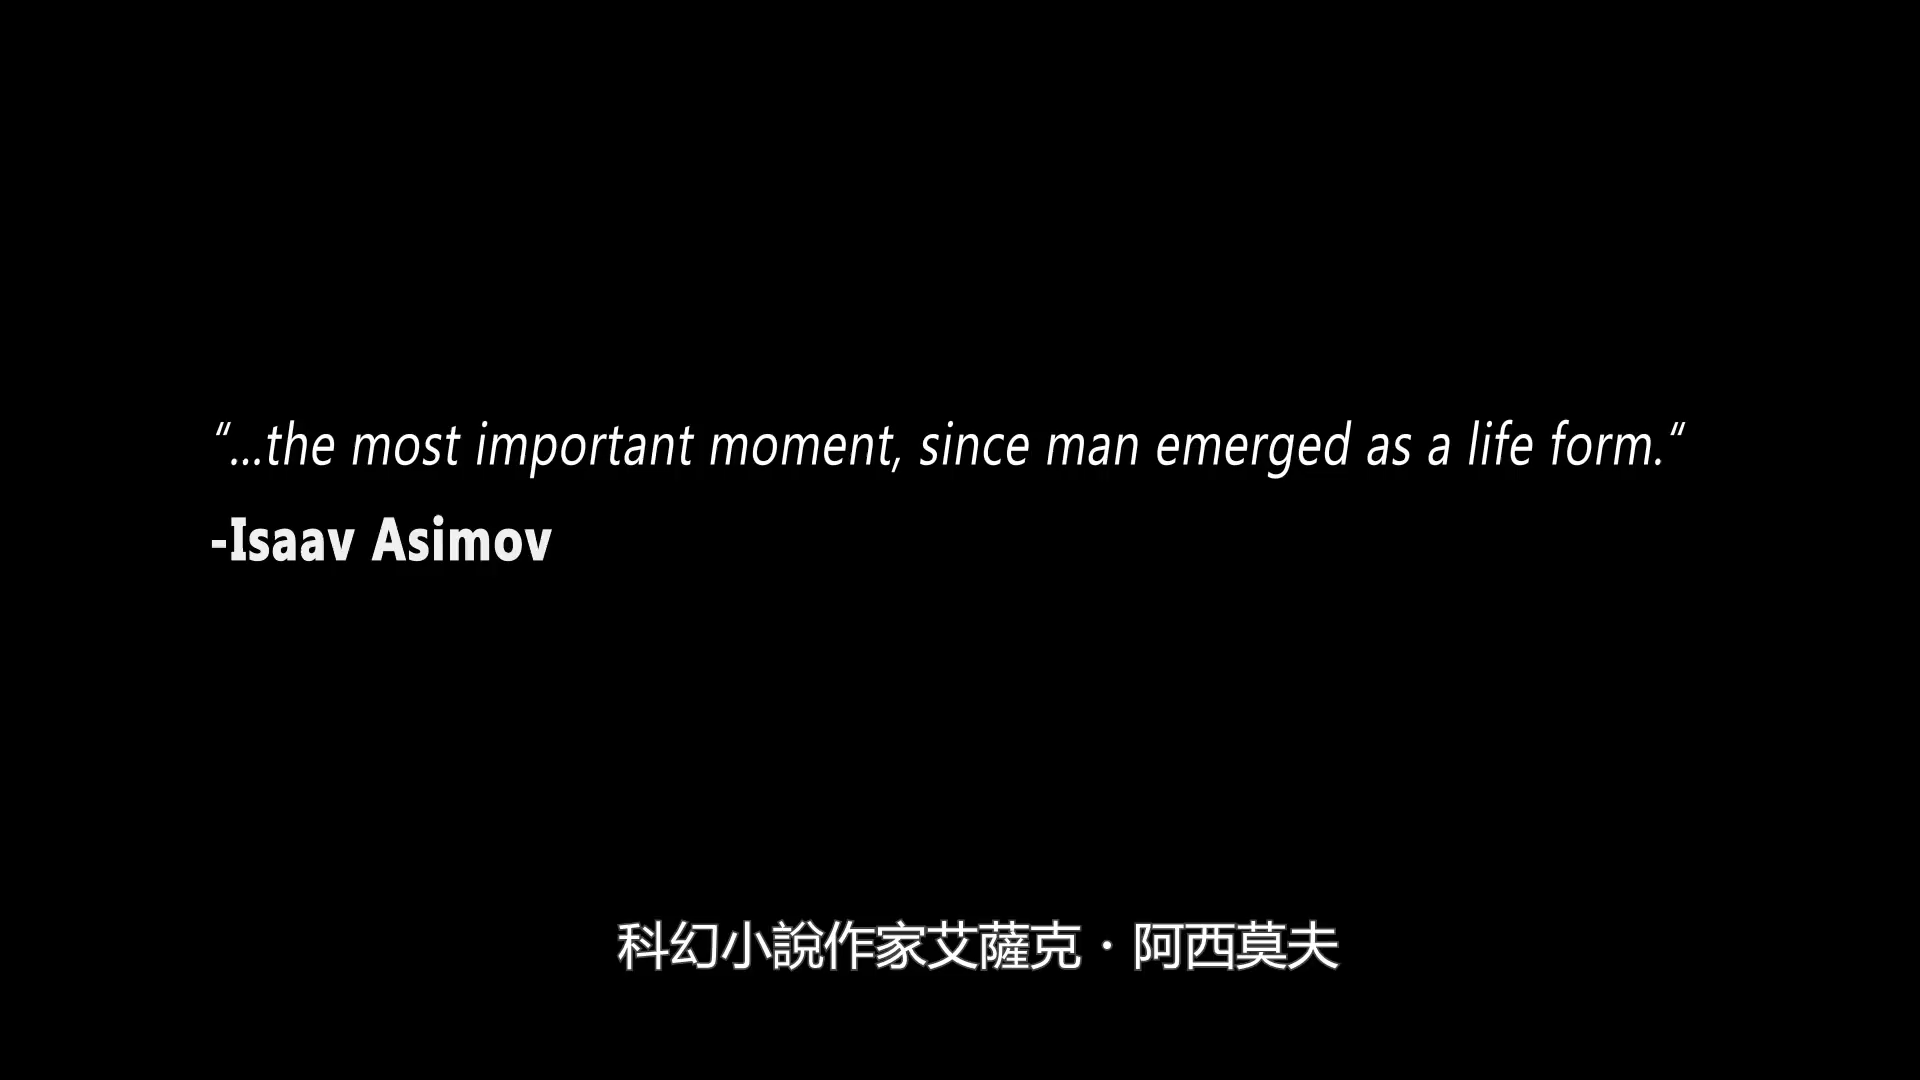 “...the most important moment, since man emerged as a life form.“
-Isaav Asimov
科幻小說作家艾薩克·阿西莫夫